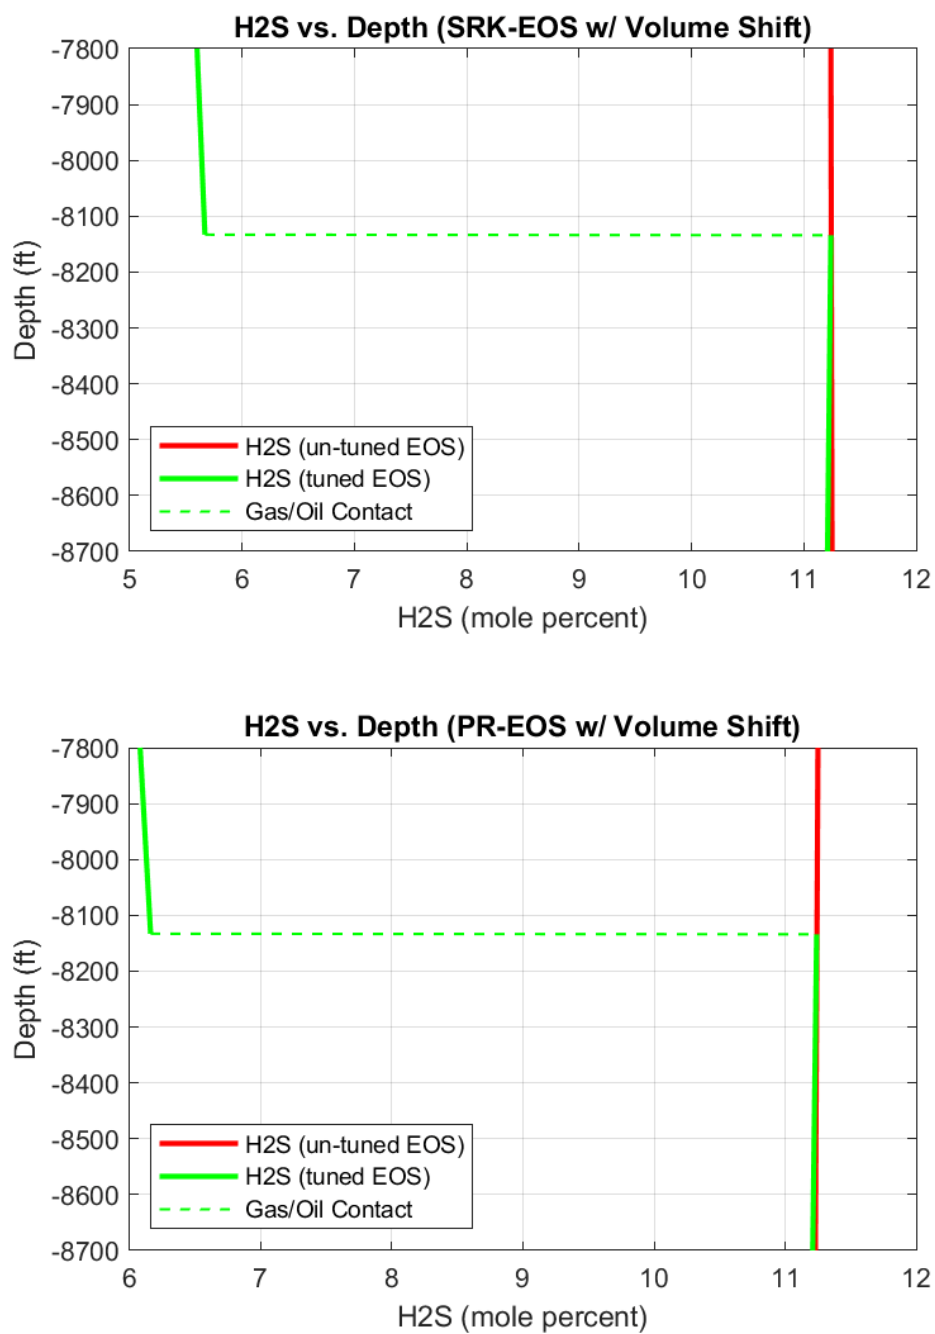 H2S vs. Depth (SRK-EOS w/ Volume Shift)
-7800
-7900
-8000
-8100
-8200
-8300
-8400
-8500
-8600
-8700
Depth (ft)
H2S (un-tuned EOS)
H2S (tuned EOS)
Gas/Oil Contact
5 6 7 8 9 10 11 12
H2S (mole percent)
H2S vs. Depth (PR-EOS w/ Volume Shift)
-7800
-7900
-8000
-8100
-8200
-8300
-8400
-8500
-8600
-8700
Depth (ft)
H2S (un-tuned EOS)
H2S (tuned EOS)
Gas/Oil Contact
6 7 8 9 10 11 12
H2S (mole percent)